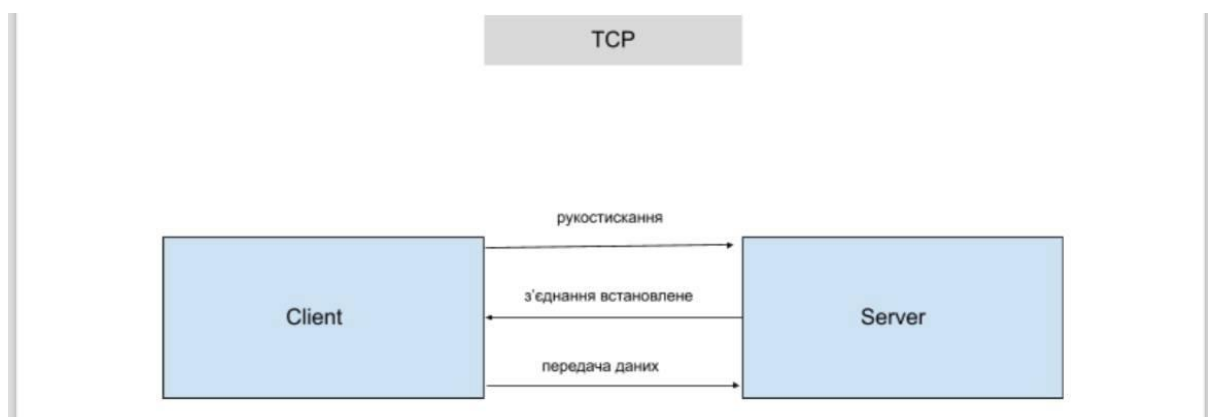 TCP
рукостискання
Client
з'єднання встановлене
Server
передача даних